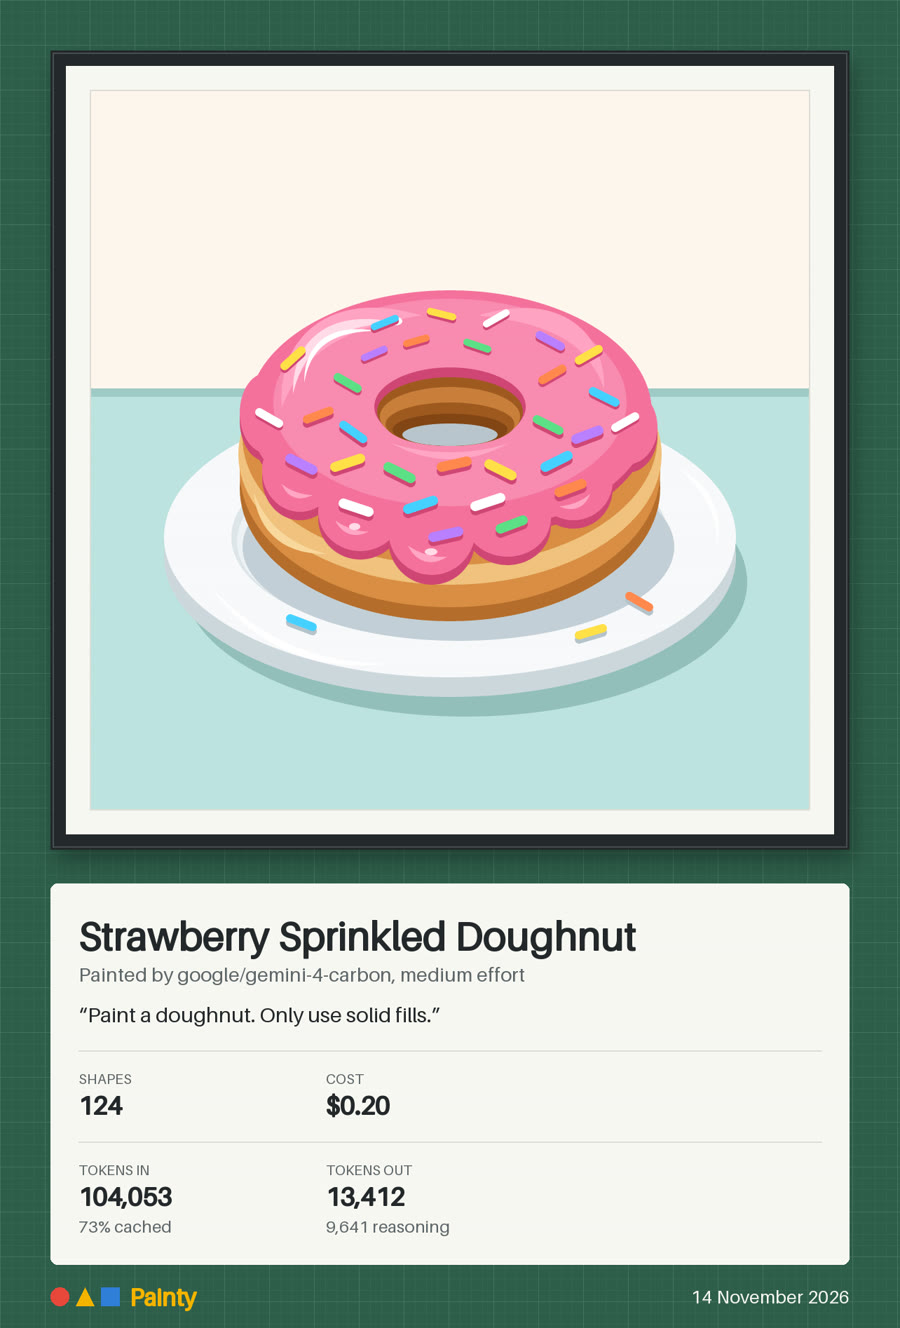 Strawberry Sprinkled Doughnut
Painted by google/gemini-4-carbon, medium effort
“Paint a doughnut. Only use solid fills.”
SHAPES COST
124 $0.20
TOKENS IN TOKENS OUT
104,053 13,412
73% cached 9,641 reasoning
Painty 14 November 2026